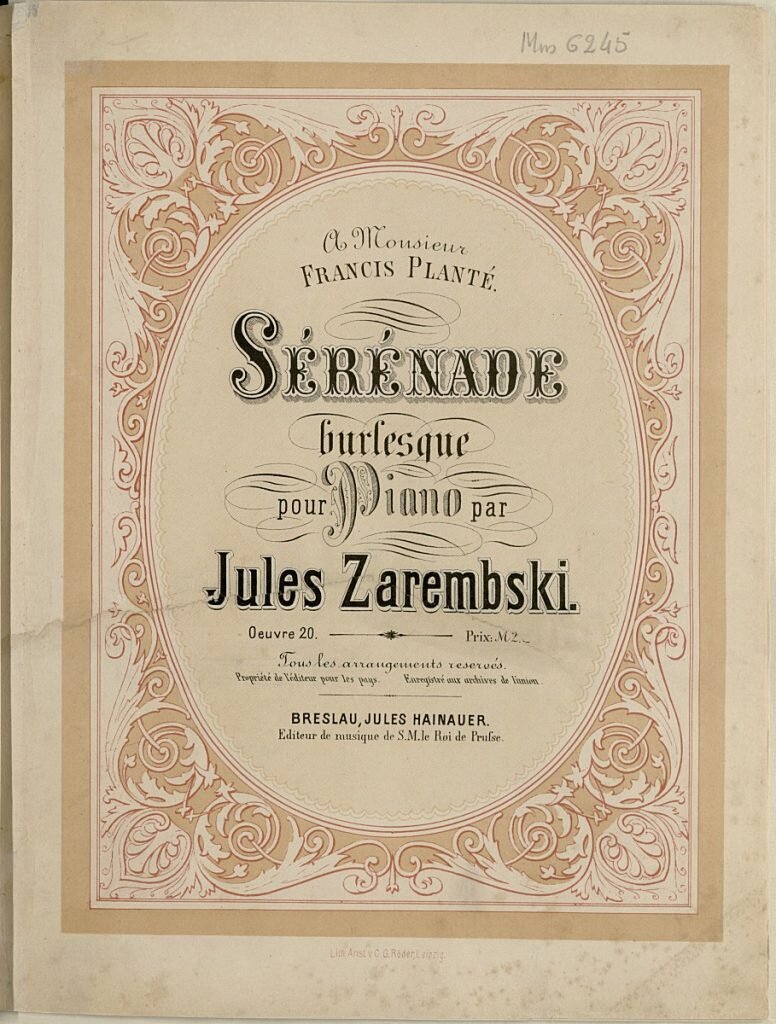 Mus 6245
A Monsieur
FRANCIS PLANTÉ.
SÉRÉNADE
burlesque
pour Piano par
Jules Zarembski.
Oeuvre 20. Prix: M 2._
Tous les arrangements reservés.
Propriété de l'éditeur pour les pays. Enregistré aux archives de l'union.
BRESLAU, JULES HAINAUER.
Editeur de musique de S.M. le Roi de Prusse.
Lith. Anst. v. C. G. Röder, Leipzig.